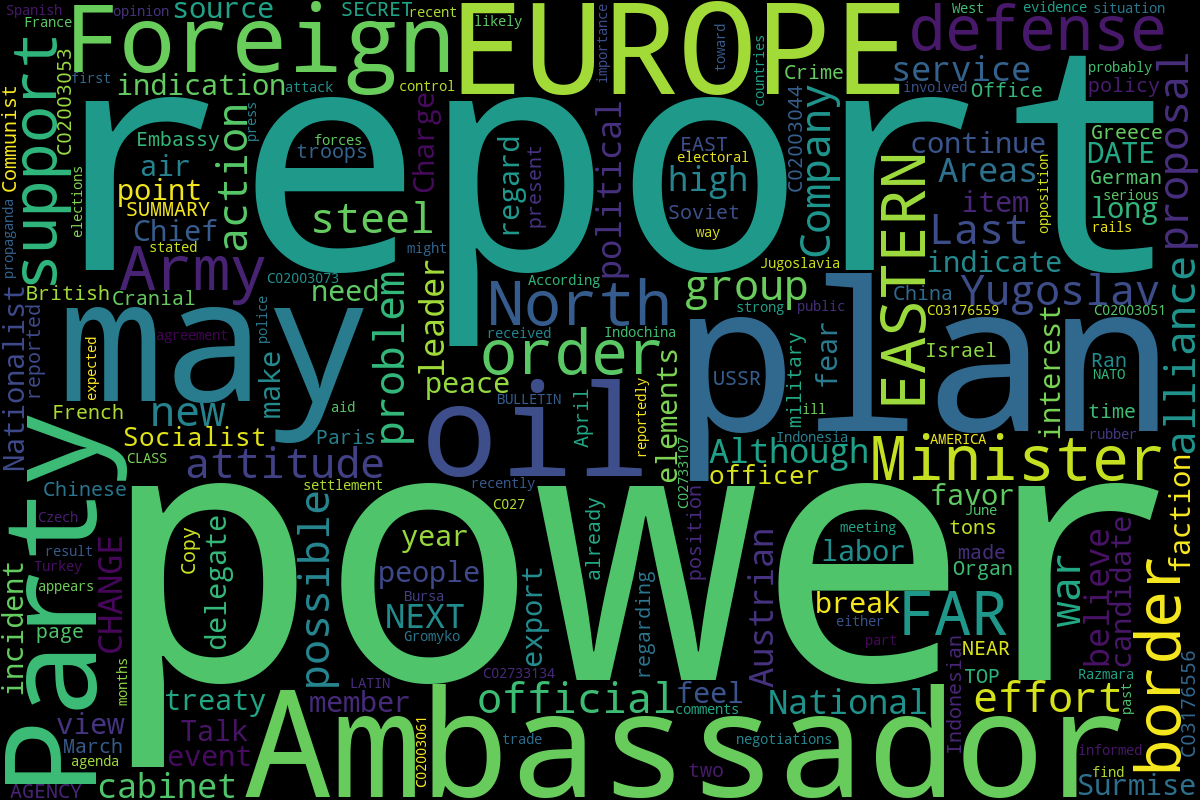 Spanish
opinion
source
SECRET
recent
likely
West
evidence
situation
France
Foreign
EUROPE
importance
toward
defense
countries
support
CO2003053
first
indication
attack
control
Crime
service
involved
Office
probably
policy
proposal
Communist
report
Embassy
action
press
forces
troops
Charge
regard
present
political
EAST
electoral
high
Soviet
way
CO2003044
Company
continue
Areas
Greece
DATE
German
serious
long
rails
opposition
air
point
SUMMARY
Chief
stated
steel
EASTERN
item
Last
indicate
elections
propaganda
Army
might
CO2003073
According
Jugoslavia
Yugoslav
alliance
Nationalist
reported
British
Cranial
need
leader
North
group
strong
public
China
CO3176559
CO2003051
may
police
agreement
problem
received
Indochina
order
plan
military
fear
Israel
interest
Ran
NATO
expected
make
peace
BULLETIN
April
reportedly
elements
USSR
ill
time
French
new
aid
oil
Indonesia
AMERICA
rubber
Party
Socialist
Paris
CLASS
attitude
Although
Minister
officer
Chinese
settlement
recently
CO27
CO2733107
favor
June
faction
Czech
possible
power
already
position
meeting
tons
result
Turkey
CHANGE
Copy
delegate
year
people
labor
made
Organ
believe
candidate
war
appears
incident
page
Bursa
NEXT
Gromyko
export
regarding
Austrian
break
either
FAR
part
NEAR
border
months
treaty
LATIN
member
CO2733134
official
feel
comments
National
Indonesian
TOP
Razmara
effort
past
CO3176556
view
March
agenda
Talk
event
Ambassador
CO2003061
trade
two
negotiations
informed
find
AGENCY
cabinet
Surmise